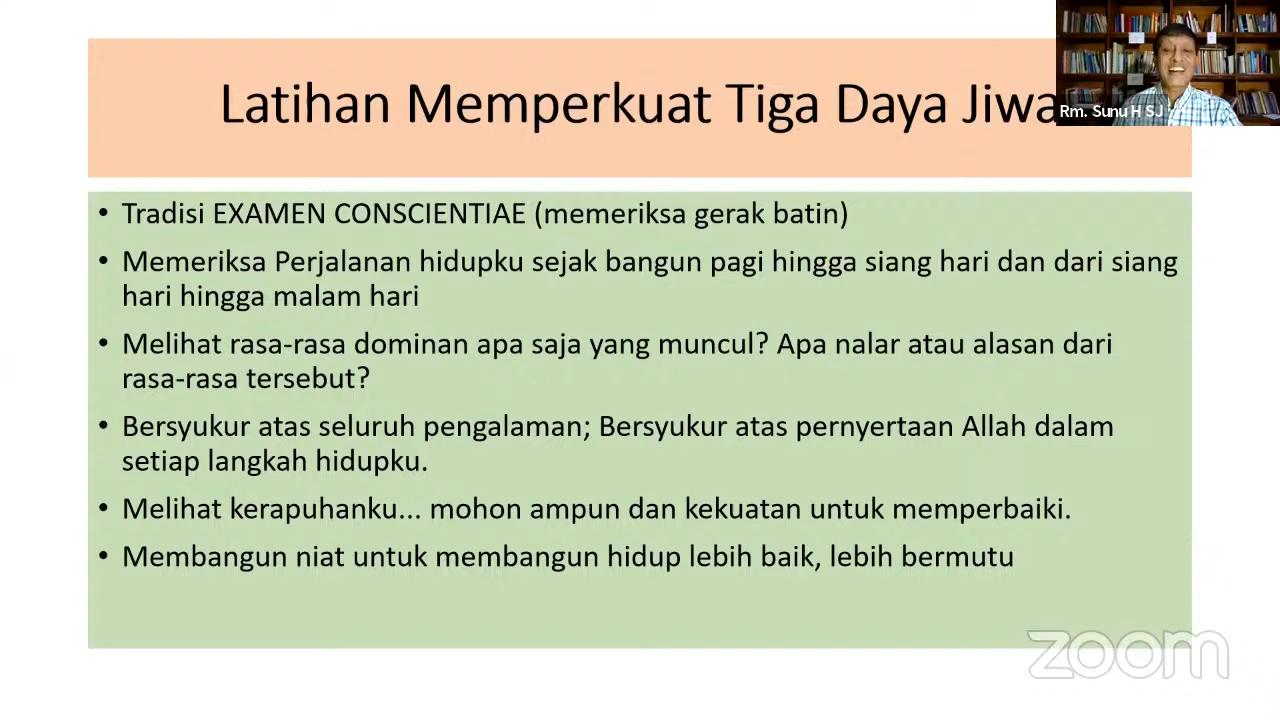 Latihan Memperkuat Tiga Daya Jiwa
Rm. Sunu H SJ
• Tradisi EXAMEN CONSCIENTIAE (memeriksa gerak batin)
• Memeriksa Perjalanan hidupku sejak bangun pagi hingga siang hari dan dari siang
hari hingga malam hari
• Melihat rasa-rasa dominan apa saja yang muncul? Apa nalar atau alasan dari
rasa-rasa tersebut?
• Bersyukur atas seluruh pengalaman; Bersyukur atas pernyertaan Allah dalam
setiap langkah hidupku.
• Melihat kerapuhanku... mohon ampun dan kekuatan untuk memperbaiki.
• Membangun niat untuk membangun hidup lebih baik, lebih bermutu
zoom